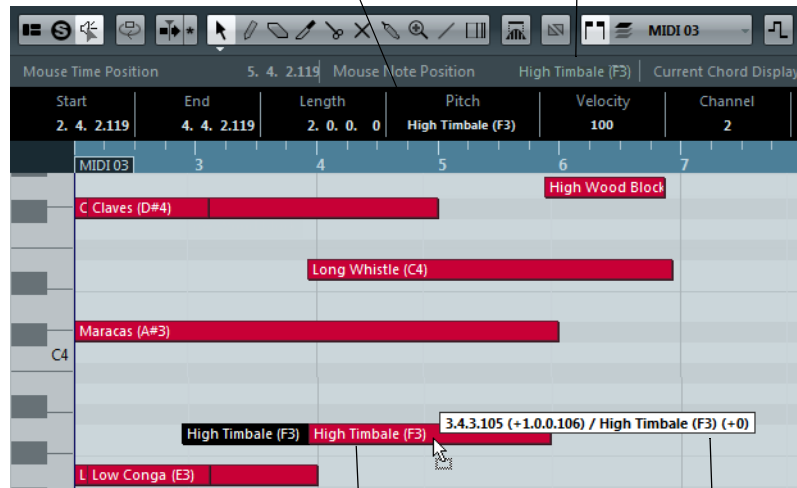 S * MIDI 03
Mouse Time Position 5. 4. 2.119 Mouse Note Position High Timbale (F3) Current Chord Display
Start End Length Pitch Velocity Channel
2. 4. 2.119 4. 4. 2.119 2. 0. 0. 0 High Timbale (F3) 100 2
MIDI 03 3 4 5 6 7
High Wood Block
C Claves (D#4)
Long Whistle (C4)
Maracas (A#3)
C4
3.4.3.105 (+1.0.0.106) / High Timbale (F3) (+0)
High Timbale (F3) High Timbale (F3)
L Low Conga (E3)